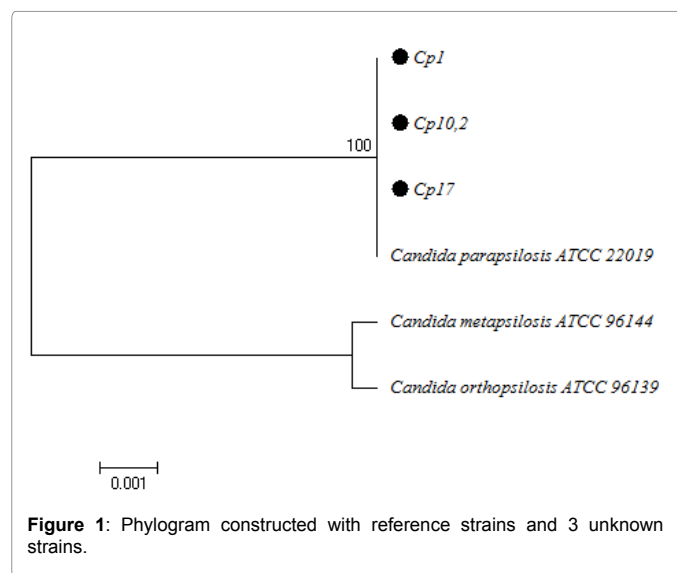 Cp1
100
Cp10,2
Cp17
Candida parapsilosis ATCC 22019
Candida metapsilosis ATCC 96144
Candida orthopsilosis ATCC 96139
0.001
Figure 1: Phylogram constructed with reference strains and 3 unknown
strains.